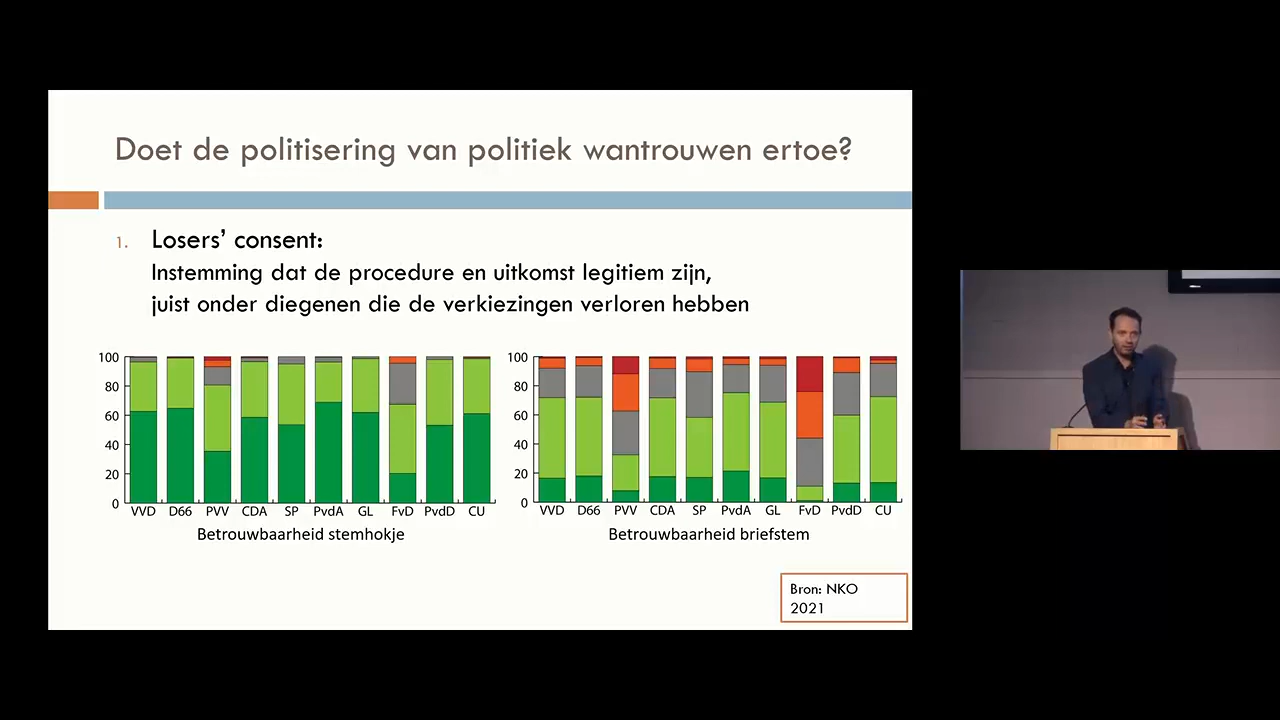 Doet de politisering van politiek wantrouwen ertoe?
1. Losers’ consent:
Instemming dat de procedure en uitkomst legitiem zijn,
juist onder diegenen die de verkiezingen verloren hebben
100
80
60
40
20
0
VVD D66 PVV CDA SP PvdA GL FvD PvdD CU
Betrouwbaarheid stemhokje
100
80
60
40
20
0
VVD D66 PVV CDA SP PvdA GL FvD PvdD CU
Betrouwbaarheid briefstem
Bron: NKO
2021